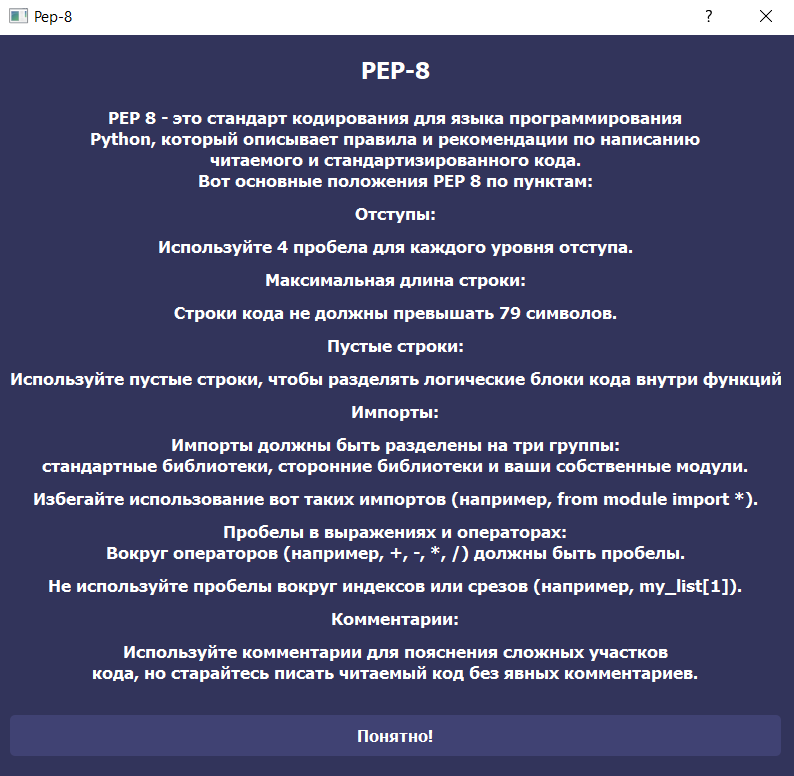 Pep-8
?
PEP-8
PEP 8 - это стандарт кодирования для языка программирования
Python, который описывает правила и рекомендации по написанию
читаемого и стандартизированного кода.
Вот основные положения PEP 8 по пунктам:
Отступы:
Используйте 4 пробела для каждого уровня отступа.
Максимальная длина строки:
Строки кода не должны превышать 79 символов.
Пустые строки:
Используйте пустые строки, чтобы разделять логические блоки кода внутри функций
Импорты:
Импорты должны быть разделены на три группы:
стандартные библиотеки, сторонние библиотеки и ваши собственные модули.
Избегайте использование вот таких импортов (например, from module import *).
Пробелы в выражениях и операторах:
Вокруг операторов (например, +, -, *, /) должны быть пробелы.
Не используйте пробелы вокруг индексов или срезов (например, my_list[1]).
Комментарии:
Используйте комментарии для пояснения сложных участков
кода, но старайтесь писать читаемый код без явных комментариев.
Понятно!